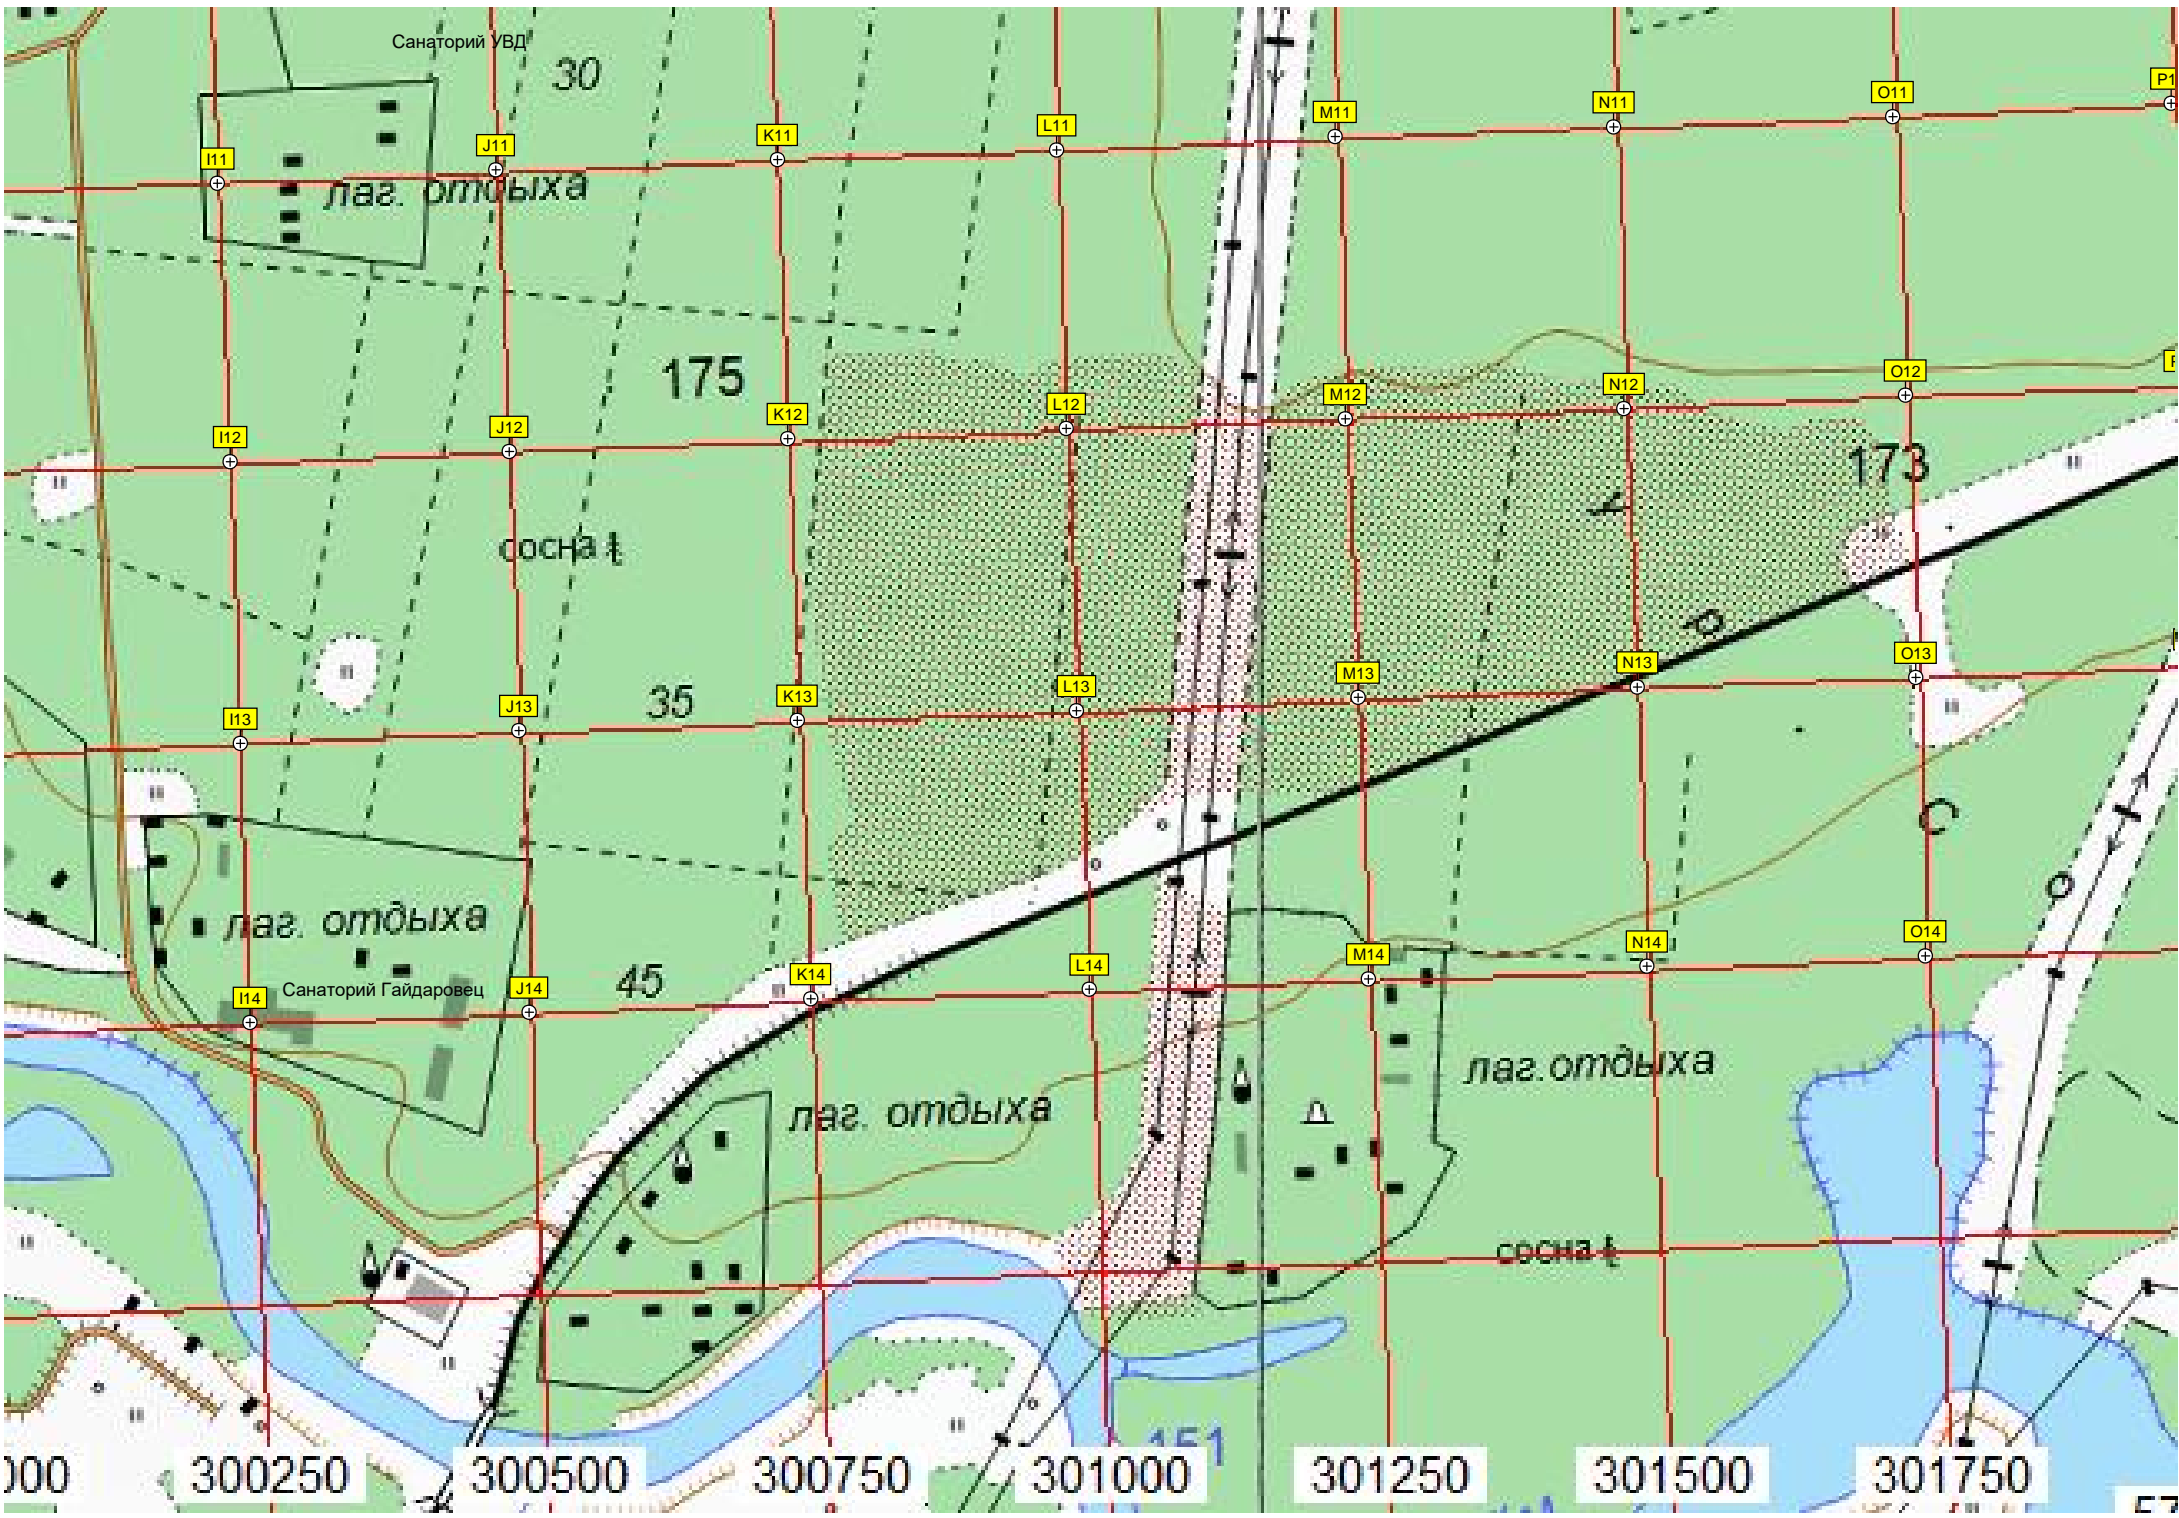 Санаторий УВД
30
P1
O11
N11
M11
L11
K11
J11
I11
лаг. отдыха
175
O12
N12
M12
L12
K12
J12
I12
173
У
сосна
Р
O13
N13
M13
L13
K13
J13
I13
35
С
О
лаг. отдыха
O14
N14
M14
L14
K14
J14
I14
45
Санаторий Гайдаровец
лаг.отдыха
лаг. отдыха
сосна
151
000 300250 300500 300750 301000 301250 301500 301750